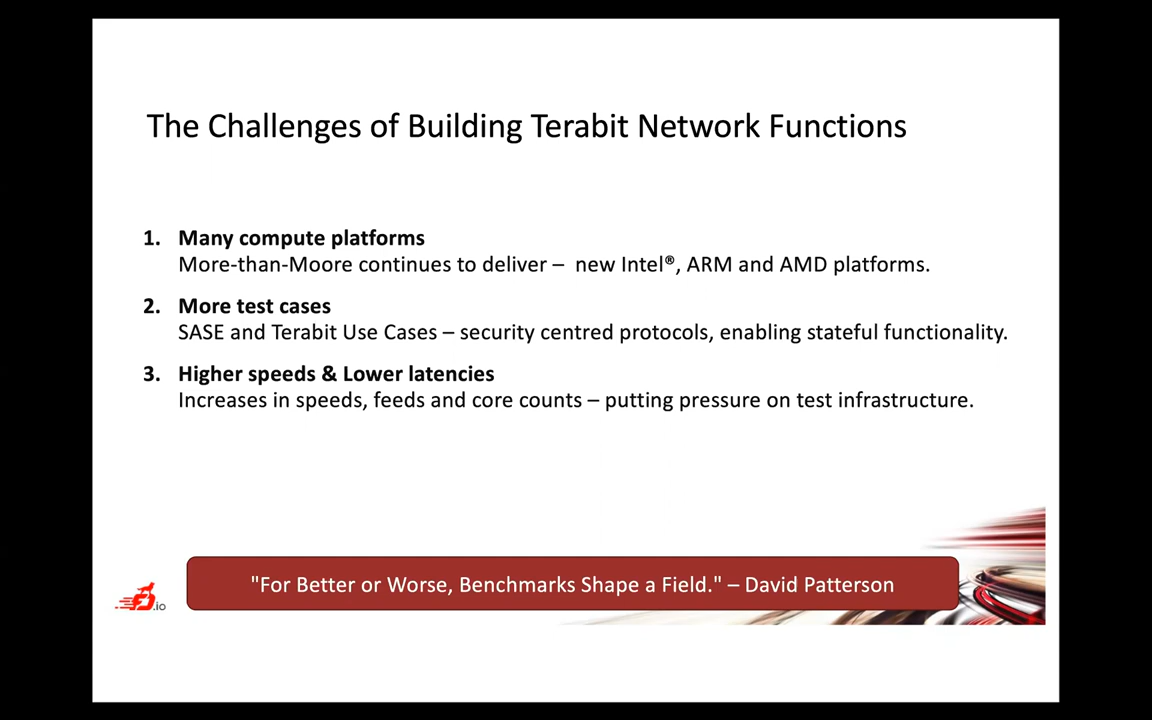 The Challenges of Building Terabit Network Functions
1. Many compute platforms
More-than-Moore continues to deliver – new Intel®, ARM and AMD platforms.
2. More test cases
SASE and Terabit Use Cases – security centred protocols, enabling stateful functionality.
3. Higher speeds & Lower latencies
Increases in speeds, feeds and core counts – putting pressure on test infrastructure.
"For Better or Worse, Benchmarks Shape a Field." – David Patterson
.io